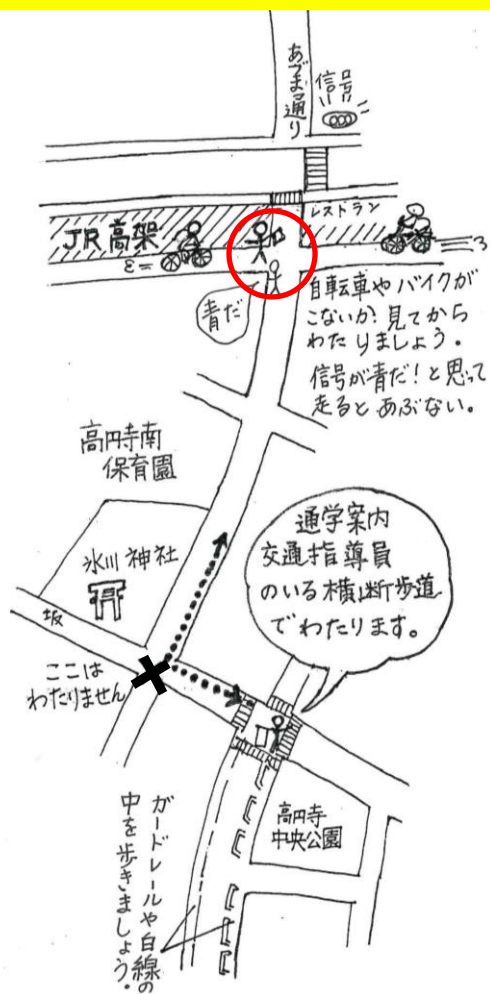 あづま通り
信号
レストラン
JR高架
青だ
自転車やバイクが
こないか?見てから
わたりましょう。
信号が青だ!と思って
走るとあぶない。
高円寺南
保育園
氷川神社
坂
ここは
わたりません
通学案内
交通指導員
のいる横断歩道
でわたります。
高円寺
中央公園
ガードレールや白線の
中を歩きましょう。